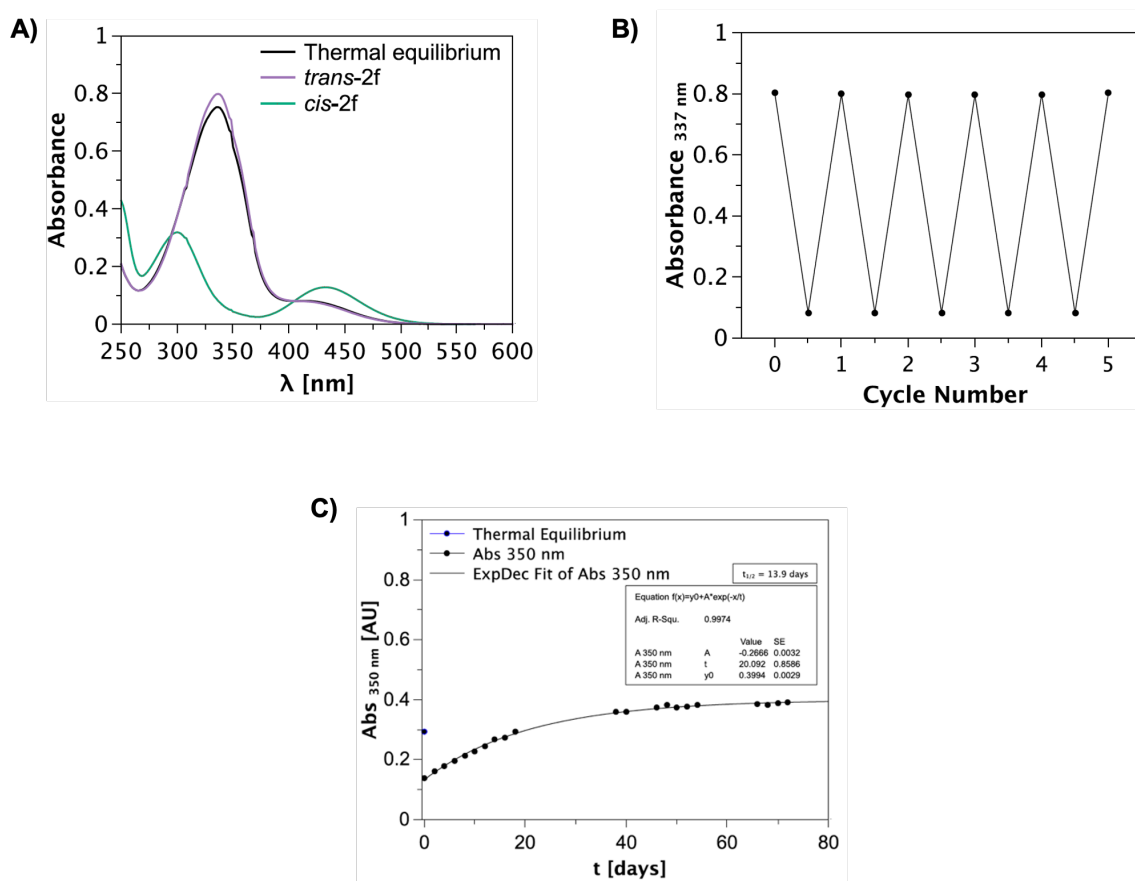 A)
Absorbance
1
0.8
0.6
0.4
0.2
0
Thermal equilibrium
trans-2f
cis-2f
250 300 350 400 450 500 550 600
λ [nm]
B)
Absorbance 337 nm
1
0.8
0.6
0.4
0.2
0
0 1 2 3 4 5
Cycle Number
C)
Abs 350 nm [AU]
1
0.8
0.6
0.4
0.2
0
Thermal Equilibrium
Abs 350 nm
ExpDec Fit of Abs 350 nm
t1/2 = 13.9 days
Equation f(x)=y0+A*exp(-x/t)
Adj. R-Squ. 0.9974
Value SE
A 350 nm A -0.2666 0.0032
A 350 nm t 20.092 0.8586
A 350 nm y0 0.3994 0.0029
0 20 40 60 80
t [days]